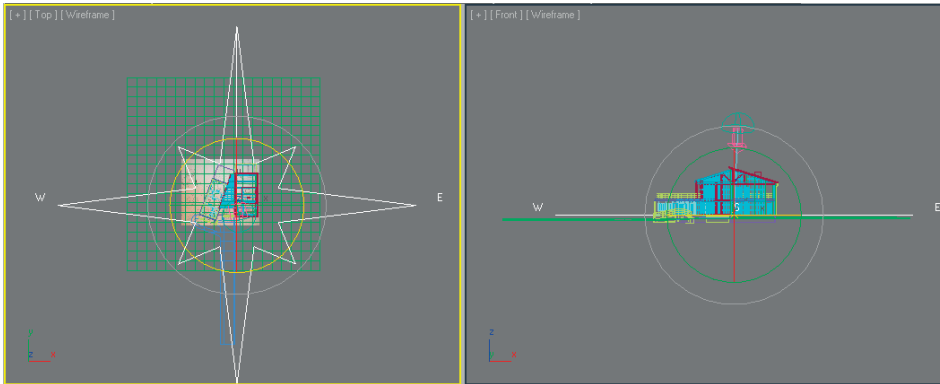 [ + ] [ Top ] [ Wireframe ]
W
E
z
x
[ + ] [ Front ] [ Wireframe ]
W
S
E
z
x